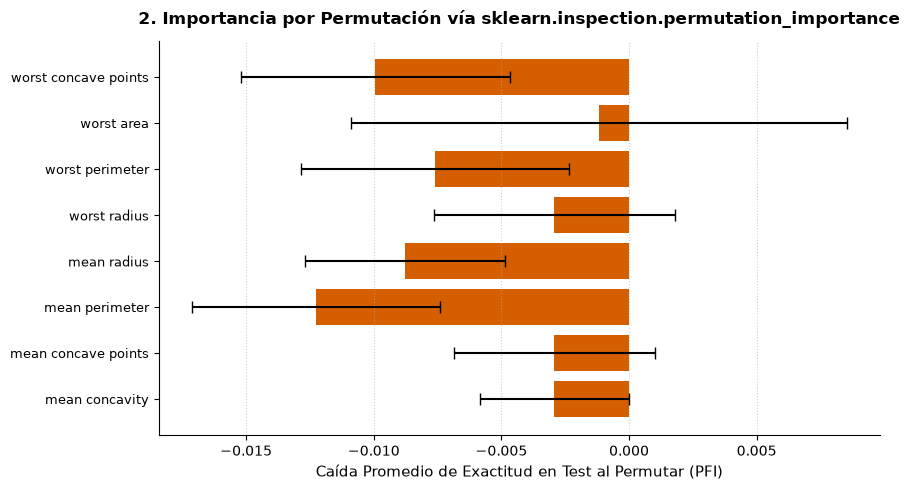 2. Importancia por Permutación vía sklearn.inspection.permutation_importance
worst concave points
worst area
worst perimeter
worst radius
mean radius
mean perimeter
mean concave points
mean concavity
−0.015 −0.010 −0.005 0.000 0.005
Caída Promedio de Exactitud en Test al Permutar (PFI)